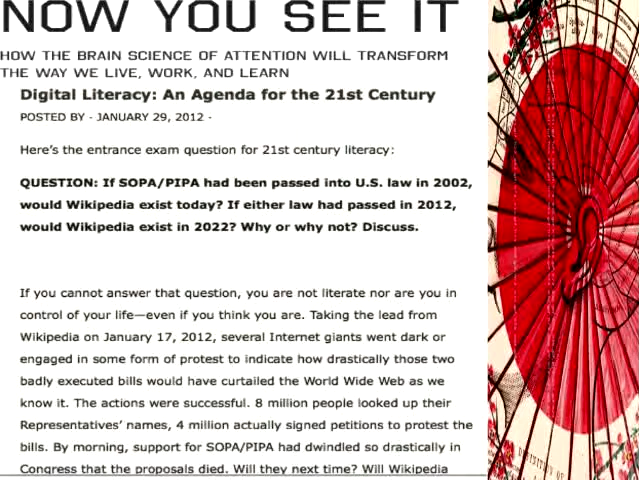 NOW YOU SEE IT
HOW THE BRAIN SCIENCE OF ATTENTION WILL TRANSFORM
THE WAY WE LIVE, WORK, AND LEARN
Digital Literacy: An Agenda for the 21st Century
POSTED BY - JANUARY 29, 2012 -
Here's the entrance exam question for 21st century literacy:
QUESTION: If SOPA/PIPA had been passed into U.S. law in 2002,
would Wikipedia exist today? If either law had passed in 2012,
would Wikipedia exist in 2022? Why or why not? Discuss.
If you cannot answer that question, you are not literate nor are you in
control of your life—even if you think you are. Taking the lead from
Wikipedia on January 17, 2012, several Internet giants went dark or
engaged in some form of protest to indicate how drastically those two
badly executed bills would have curtailed the World Wide Web as we
know it. The actions were successful. 8 million people looked up their
Representatives' names, 4 million actually signed petitions to protest the
bills. By morning, support for SOPA/PIPA had dwindled so drastically in
Congress that the proposals died. Will they next time? Will Wikipedia